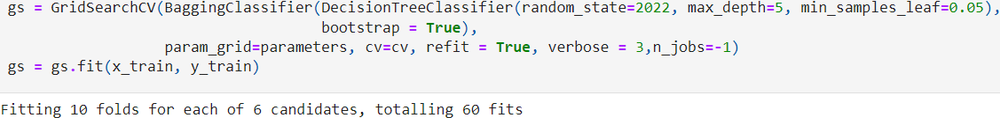 gs = GridSearchCV(BaggingClassifier(DecisionTreeClassifier(random_state=2022, max_depth=5, min_samples_leaf=0.05),
bootstrap = True),
param_grid=parameters, cv=cv, refit = True, verbose = 3,n_jobs=-1)
gs = gs.fit(x_train, y_train)
Fitting 10 folds for each of 6 candidates, totalling 60 fits